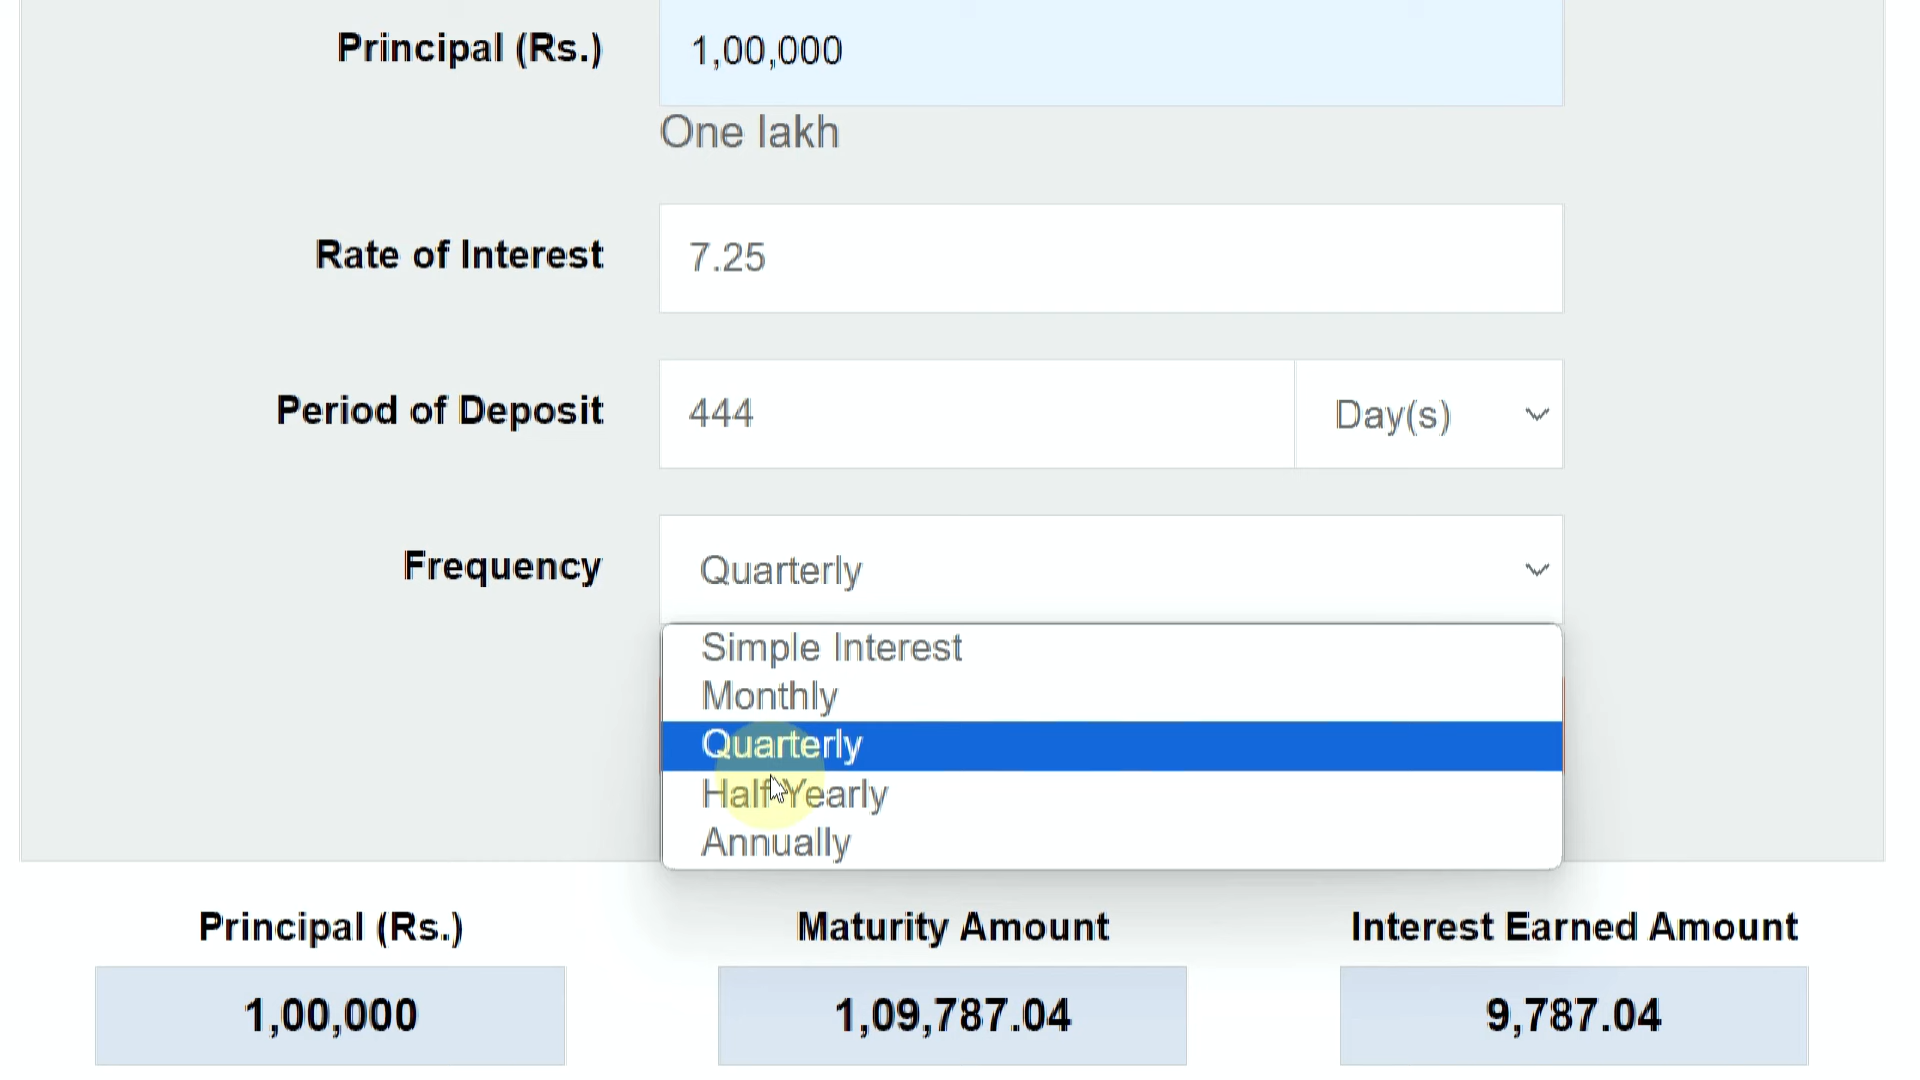 Principal (Rs.) 1,00,000
One lakh
Rate of Interest 7.25
Period of Deposit 444 Day(s)
Frequency Quarterly
Simple Interest
Monthly
Quarterly
Half Yearly
Annually
Principal (Rs.) Maturity Amount Interest Earned Amount
1,00,000 1,09,787.04 9,787.04